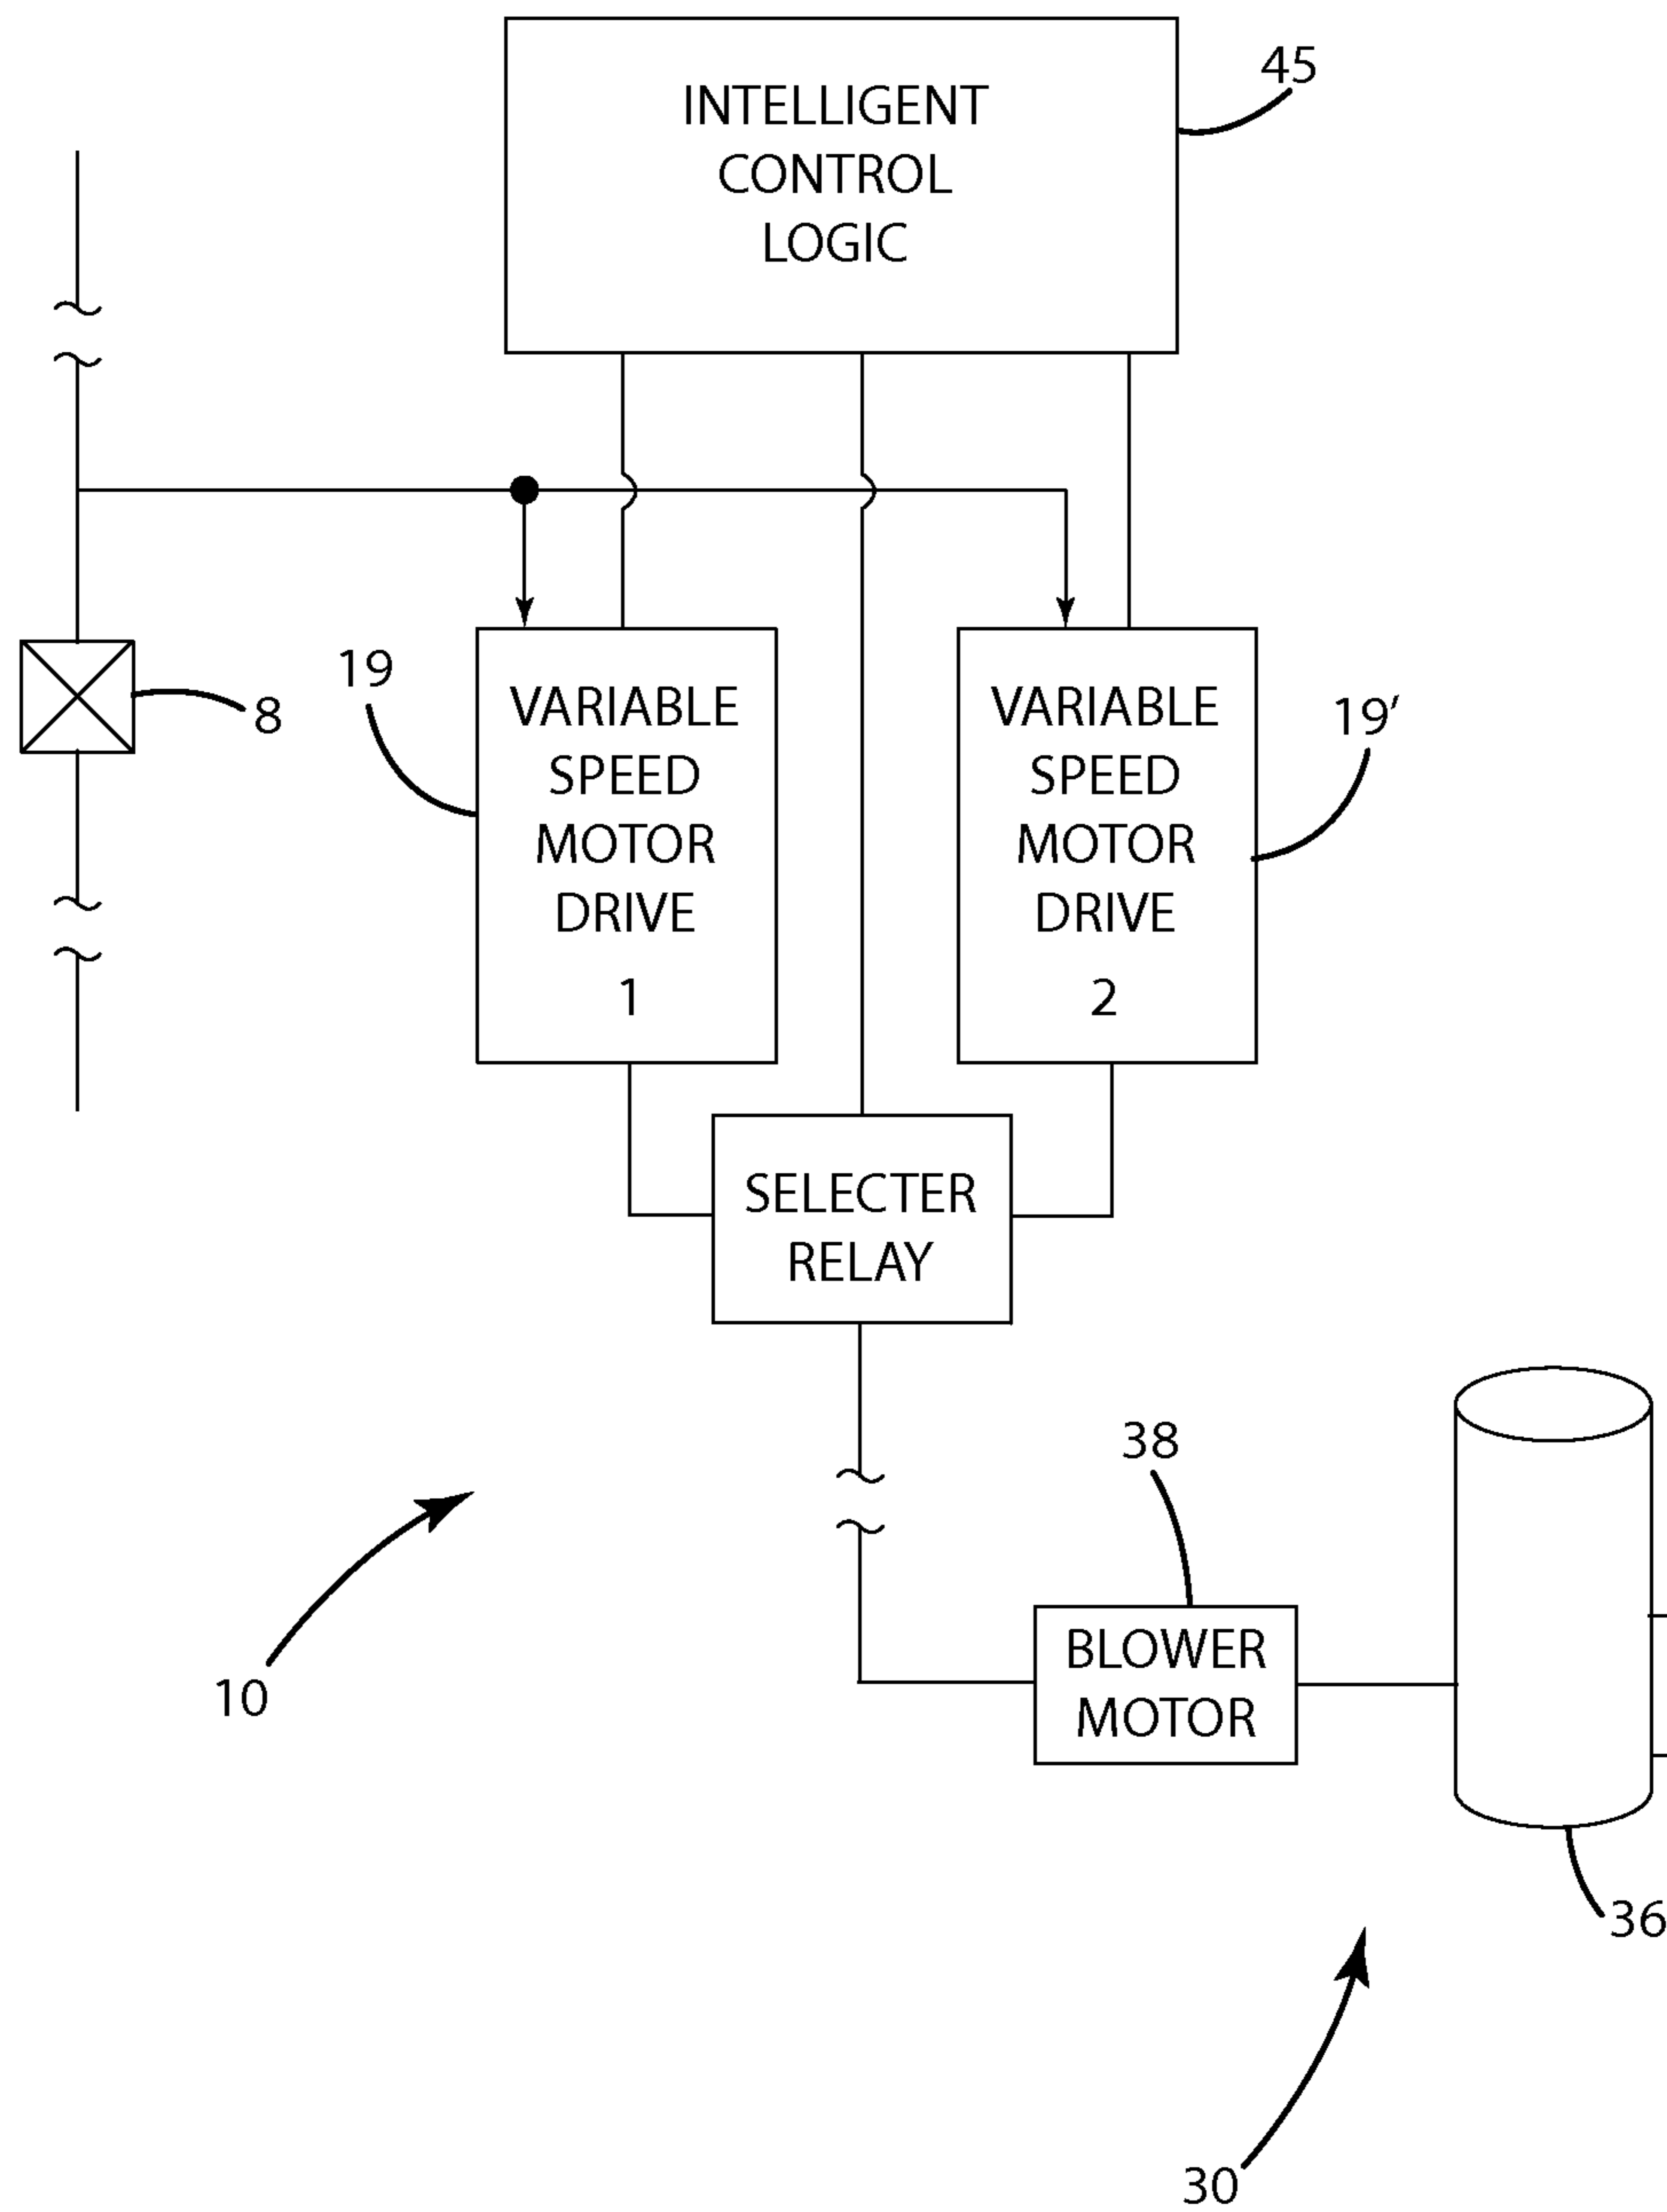 INTELLIGENT
CONTROL
LOGIC
45
8
19
VARIABLE
SPEED
MOTOR
DRIVE
1
VARIABLE
SPEED
MOTOR
DRIVE
2
19′
SELECTER
RELAY
38
BLOWER
MOTOR
10
36
30